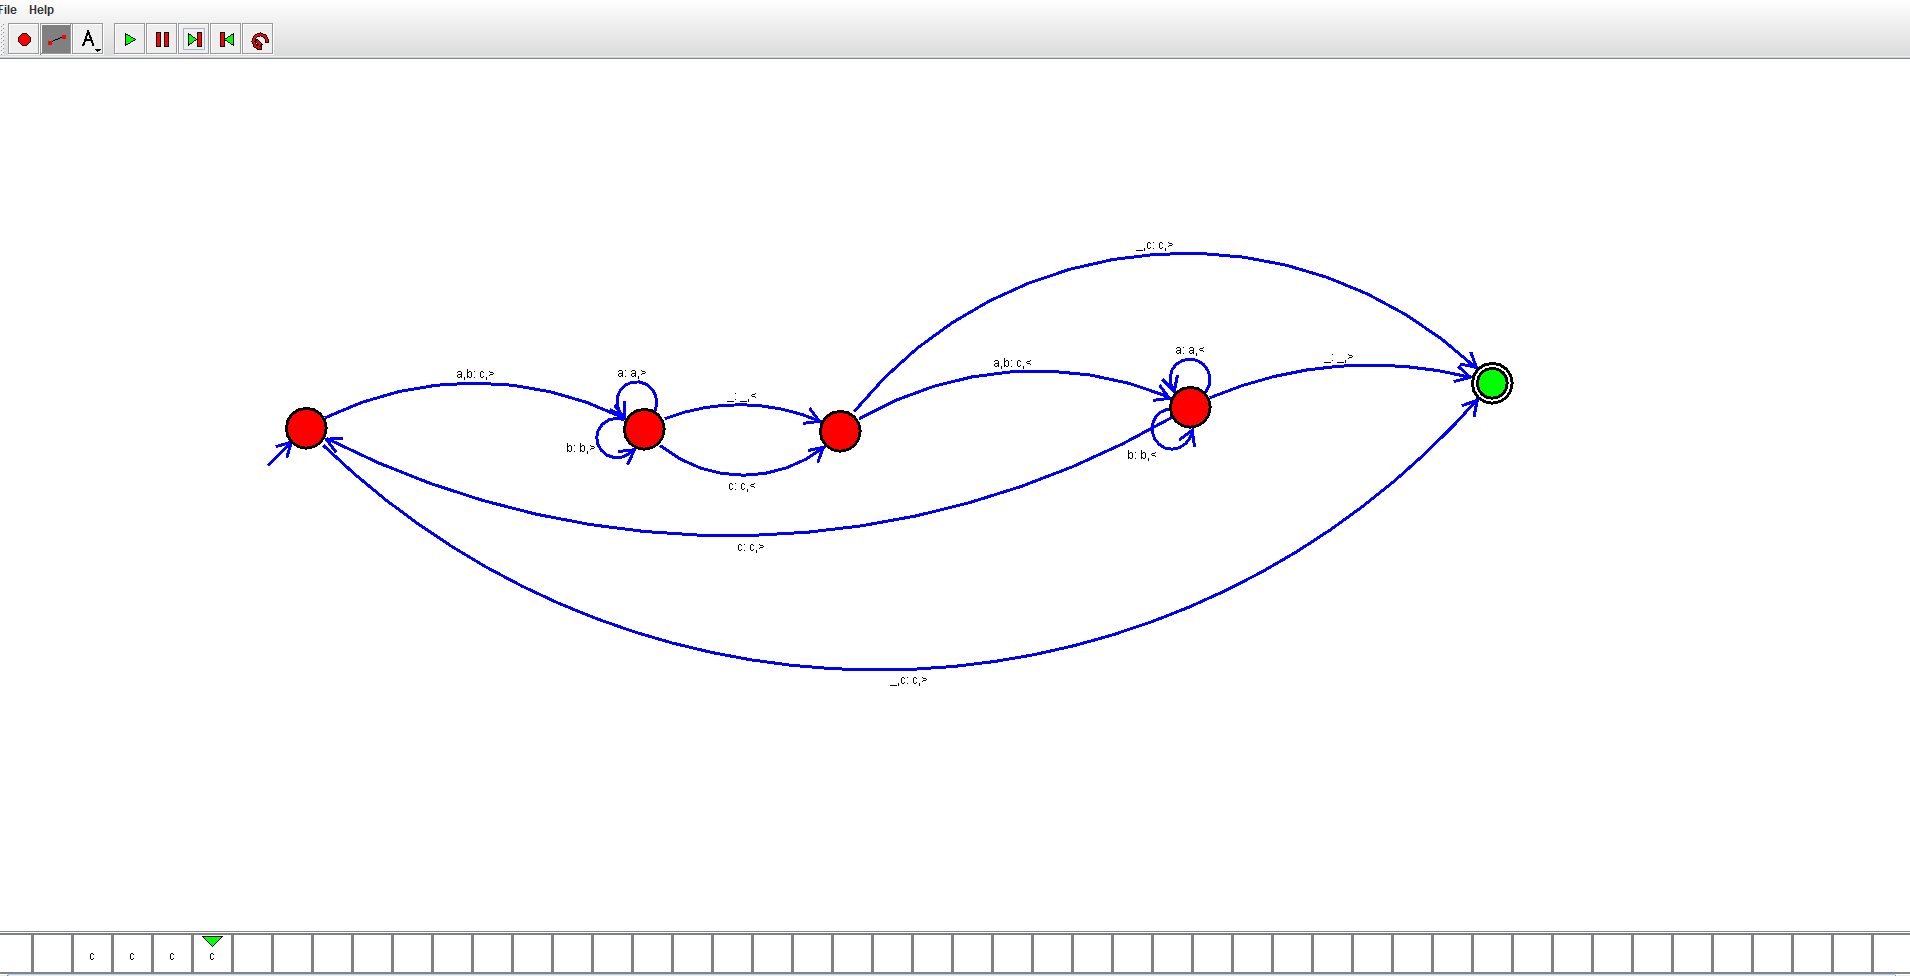 File Help
A
_,c: c,>
a: a,<
_: _,>
a,b: c,<
a: a,>
a,b: c,>
_: _,<
b: b,>
b: b,<
c: c,<
c: c,>
_,c: c,>
c c c c